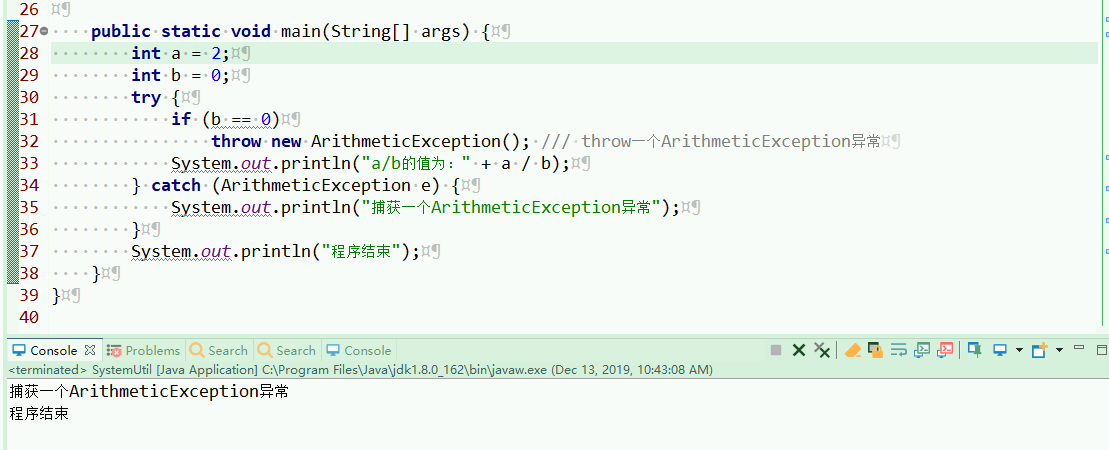 26
27 public static void main(String[] args) {
28 int a = 2;
29 int b = 0;
30 try {
31 if (b == 0)
32 throw new ArithmeticException(); /// throw一个ArithmeticException异常
33 System.out.println("a/b的值为：" + a / b);
34 } catch (ArithmeticException e) {
35 System.out.println("捕获一个ArithmeticException异常");
36 }
37 System.out.println("程序结束");
38 }
39 }
40
Console Problems Search Search Console
<terminated> SystemUtil [Java Application] C:\Program Files\Java\jdk1.8.0_162\bin\javaw.exe (Dec 13, 2019, 10:43:08 AM)
捕获一个ArithmeticException异常
程序结束